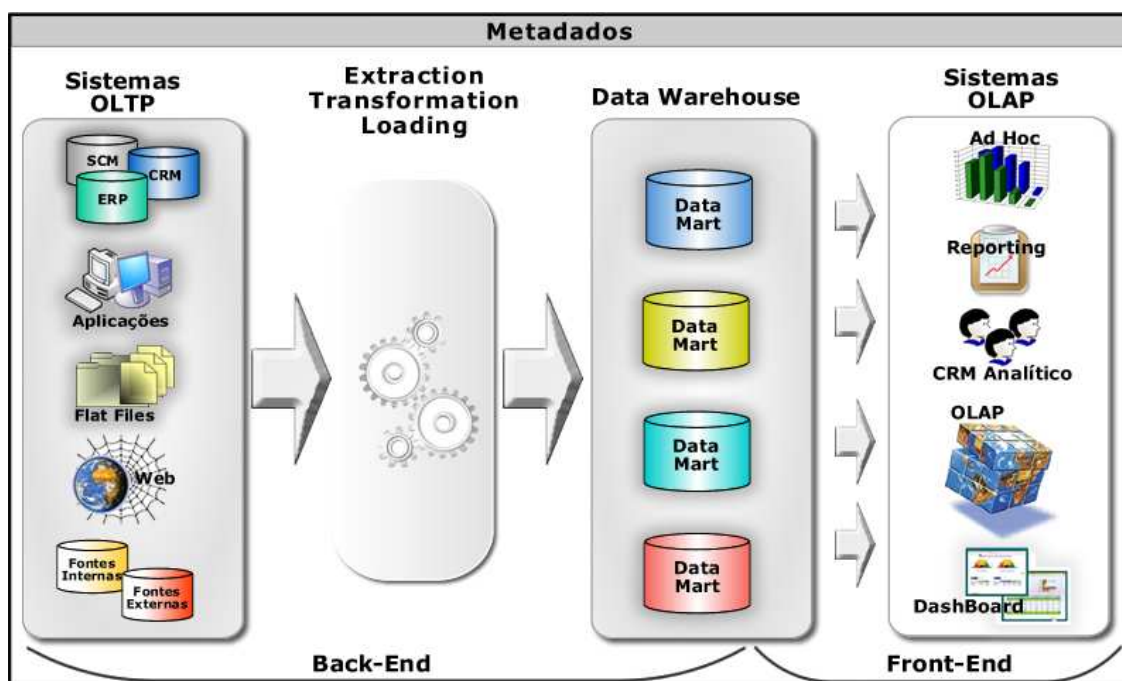 Metadados
Sistemas
OLTP
SCM
CRM
ERP
Aplicações
Flat Files
Web
Fontes
Internas
Fontes
Externas
Extraction
Transformation
Loading
Data Warehouse
Data
Mart
Data
Mart
Data
Mart
Data
Mart
Sistemas
OLAP
Ad Hoc
Reporting
CRM Analítico
OLAP
DashBoard
Back-End
Front-End